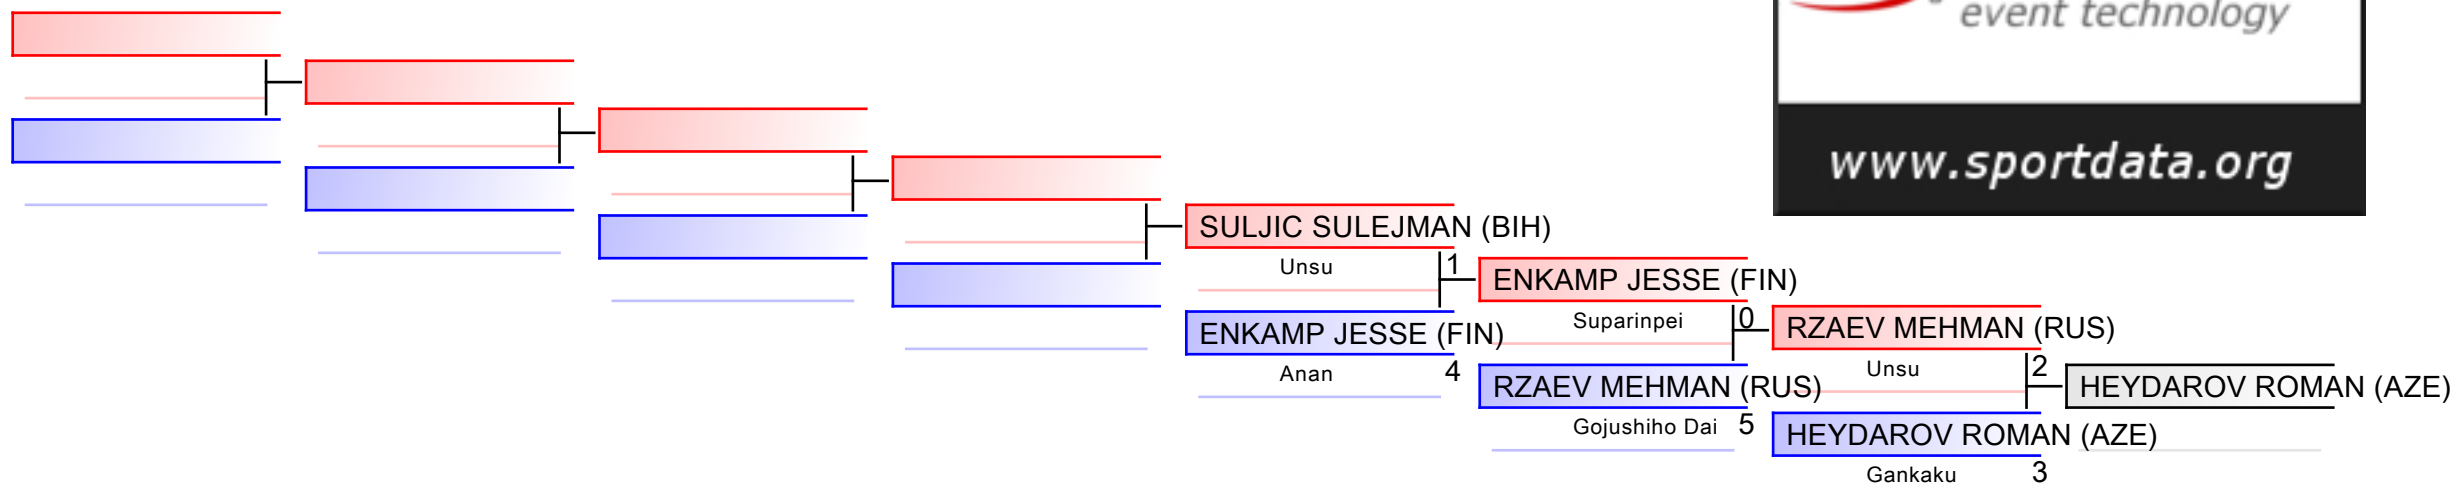 event technology
www.sportdata.org
SULJIC SULEJMAN (BIH)
Unsu 1
ENKAMP JESSE (FIN)
Anan 4
ENKAMP JESSE (FIN)
Suparinpei 0
RZAEV MEHMAN (RUS)
Gojushiho Dai 5
RZAEV MEHMAN (RUS)
Unsu 2
HEYDAROV ROMAN (AZE)
Gankaku 3
HEYDAROV ROMAN (AZE)